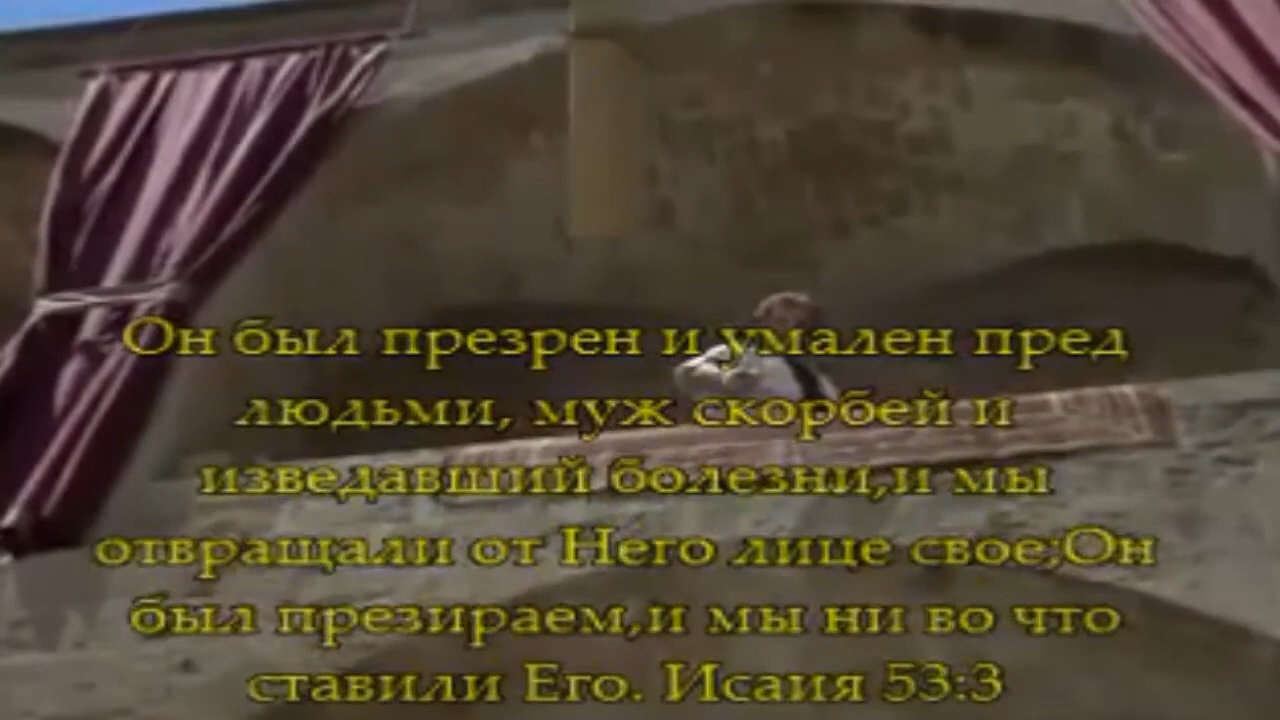 Он был презрен и умален пред
людьми, муж скорбей и
изведавший болезни,и мы
отвращали от Него лице свое;Он
был презираем,и мы ни во что
ставили Его. Исаия 53:3